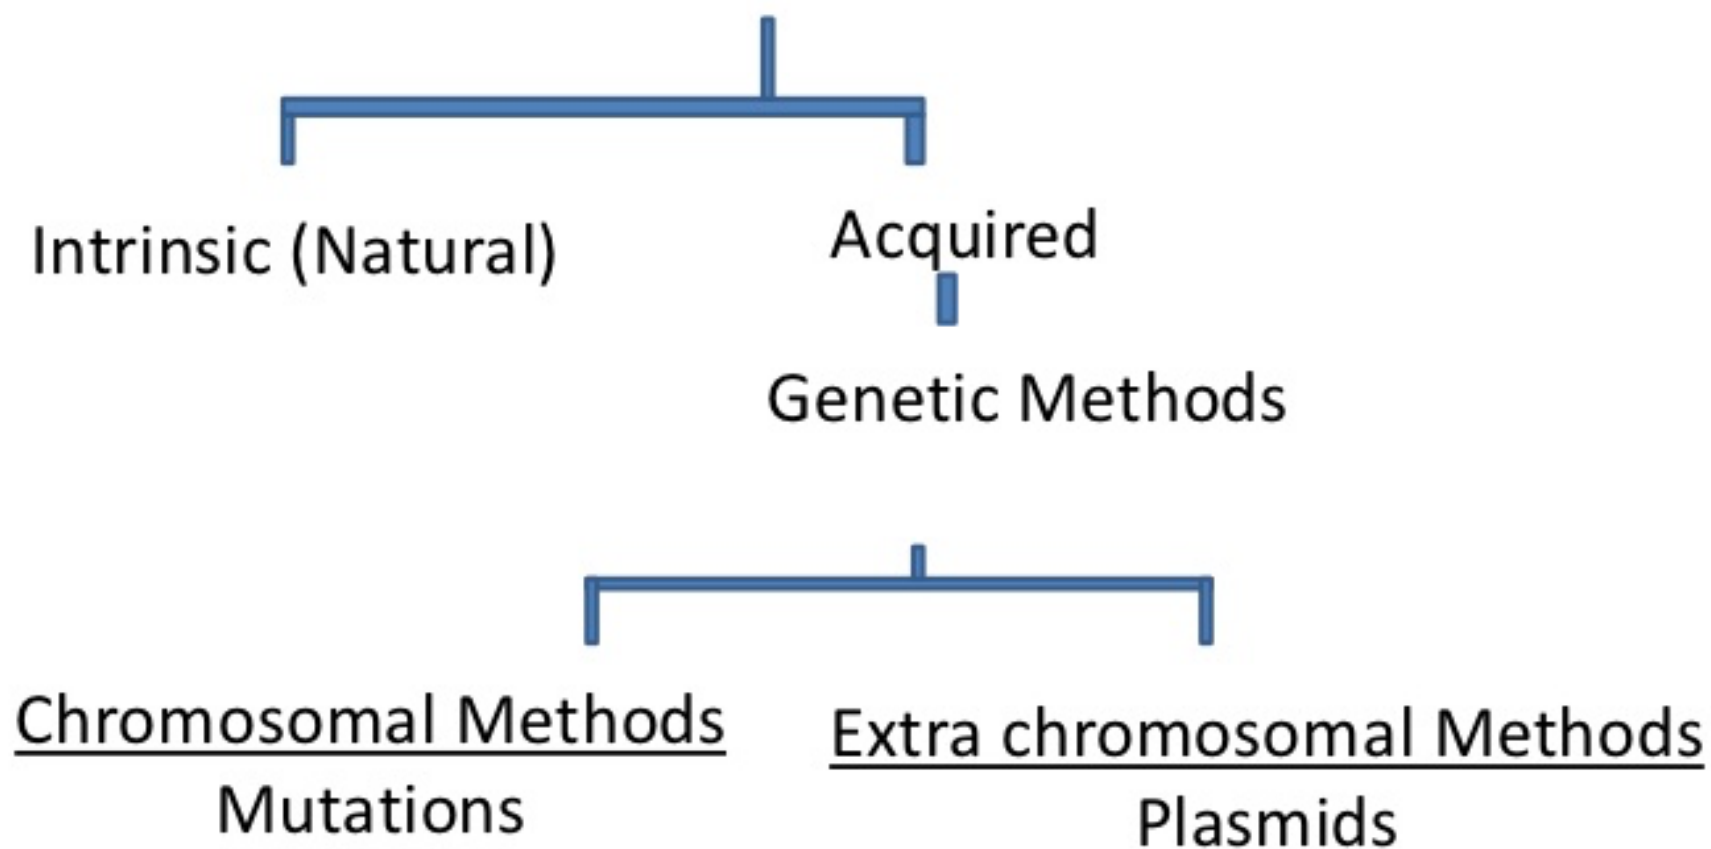 Intrinsic (Natural)
Acquired
Genetic Methods
Chromosomal Methods
Mutations
Extra chromosomal Methods
Plasmids